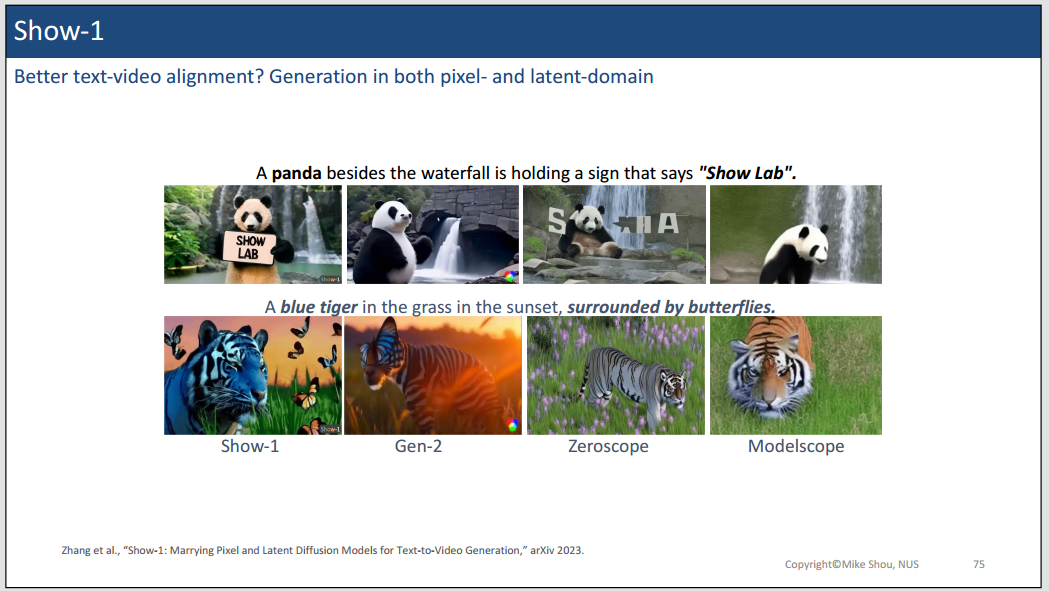 Show-1
Better text-video alignment? Generation in both pixel- and latent-domain
A panda besides the waterfall is holding a sign that says "Show Lab".
SHOW
LAB
Show-1
S HA
A blue tiger in the grass in the sunset, surrounded by butterflies.
Show-1
Show-1 Gen-2 Zeroscope Modelscope
Zhang et al., “Show-1: Marrying Pixel and Latent Diffusion Models for Text-to-Video Generation,” arXiv 2023.
Copyright©Mike Shou, NUS 75